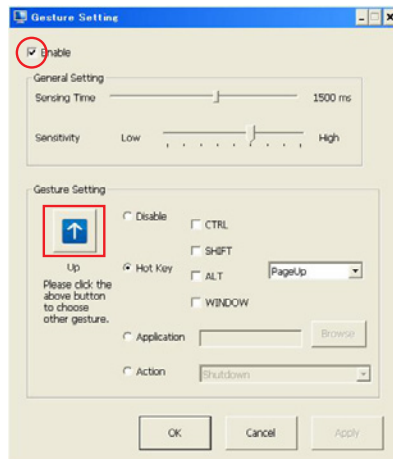 Gesture Setting
Enable
General Setting
Sensing Time 1500 ms
Sensitivity Low High
Gesture Setting
Disable CTRL
SHIFT
Up Hot Key ALT PageUp
Please click the
above button
to choose
other gesture.
WINDOW
Application Browse
Action Shutdown
OK Cancel Apply